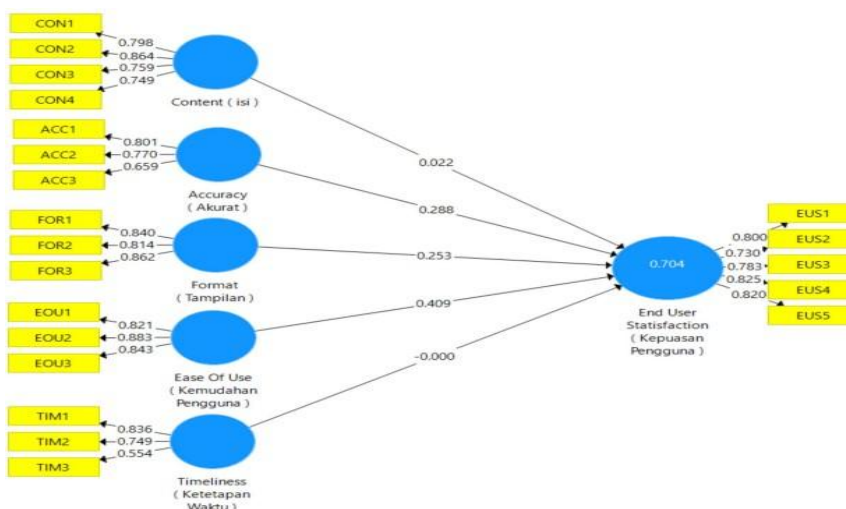 CON1
CON2
CON3
CON4
0.798
0.864
0.759
0.749
Content ( isi )
ACC1
ACC2
ACC3
0.801
0.770
0.659
Accuracy
( Akurat )
FOR1
FOR2
FOR3
0.840
0.814
0.862
Format
( Tampilan )
EOU1
EOU2
EOU3
0.821
0.883
0.843
Ease Of Use
( Kemudahan
Pengguna )
TIM1
TIM2
TIM3
0.836
0.749
0.554
Timeliness
( Ketetapan
Waktu )
0.022
0.288
0.253
0.409
-0.000
0.704
End User
Statisfaction
( Kepuasan
Pengguna )
0.800
0.730
0.783
0.825
0.820
EUS1
EUS2
EUS3
EUS4
EUS5